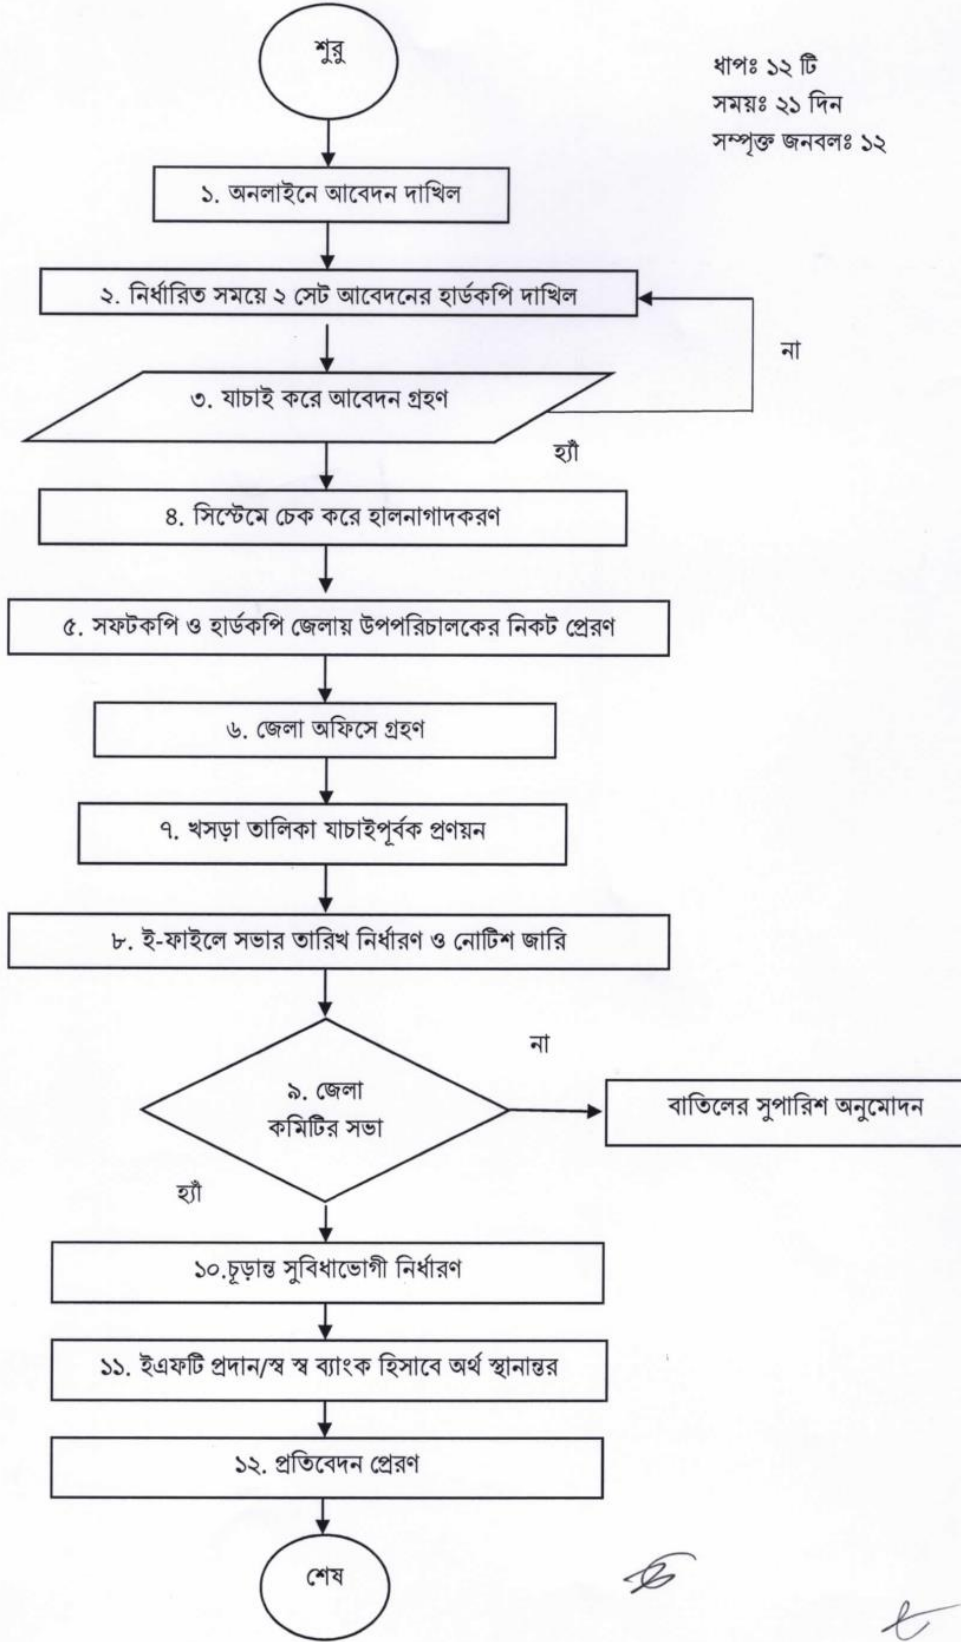 শুরু
ধাপঃ ১২ টি
সময়ঃ ২১ দিন
সম্পৃক্ত জনবলঃ ১২
১. অনলাইনে আবেদন দাখিল
২. নির্ধারিত সময়ে ২ সেট আবেদনের হার্ডকপি দাখিল
না
৩. যাচাই করে আবেদন গ্রহণ
হ্যাঁ
৪. সিস্টেমে চেক করে হালনাগাদকরণ
৫. সফটকপি ও হার্ডকপি জেলায় উপপরিচালকের নিকট প্রেরণ
৬. জেলা অফিসে গ্রহণ
৭. খসড়া তালিকা যাচাইপূর্বক প্রণয়ন
৮. ই-ফাইলে সভার তারিখ নির্ধারণ ও নোটিশ জারি
না
৯. জেলা
কমিটির সভা
বাতিলের সুপারিশ অনুমোদন
হ্যাঁ
১০.চূড়ান্ত সুবিধাভোগী নির্ধারণ
১১. ইএফটি প্রদান/স্ব স্ব ব্যাংক হিসাবে অর্থ স্থানান্তর
১২. প্রতিবেদন প্রেরণ
শেষ